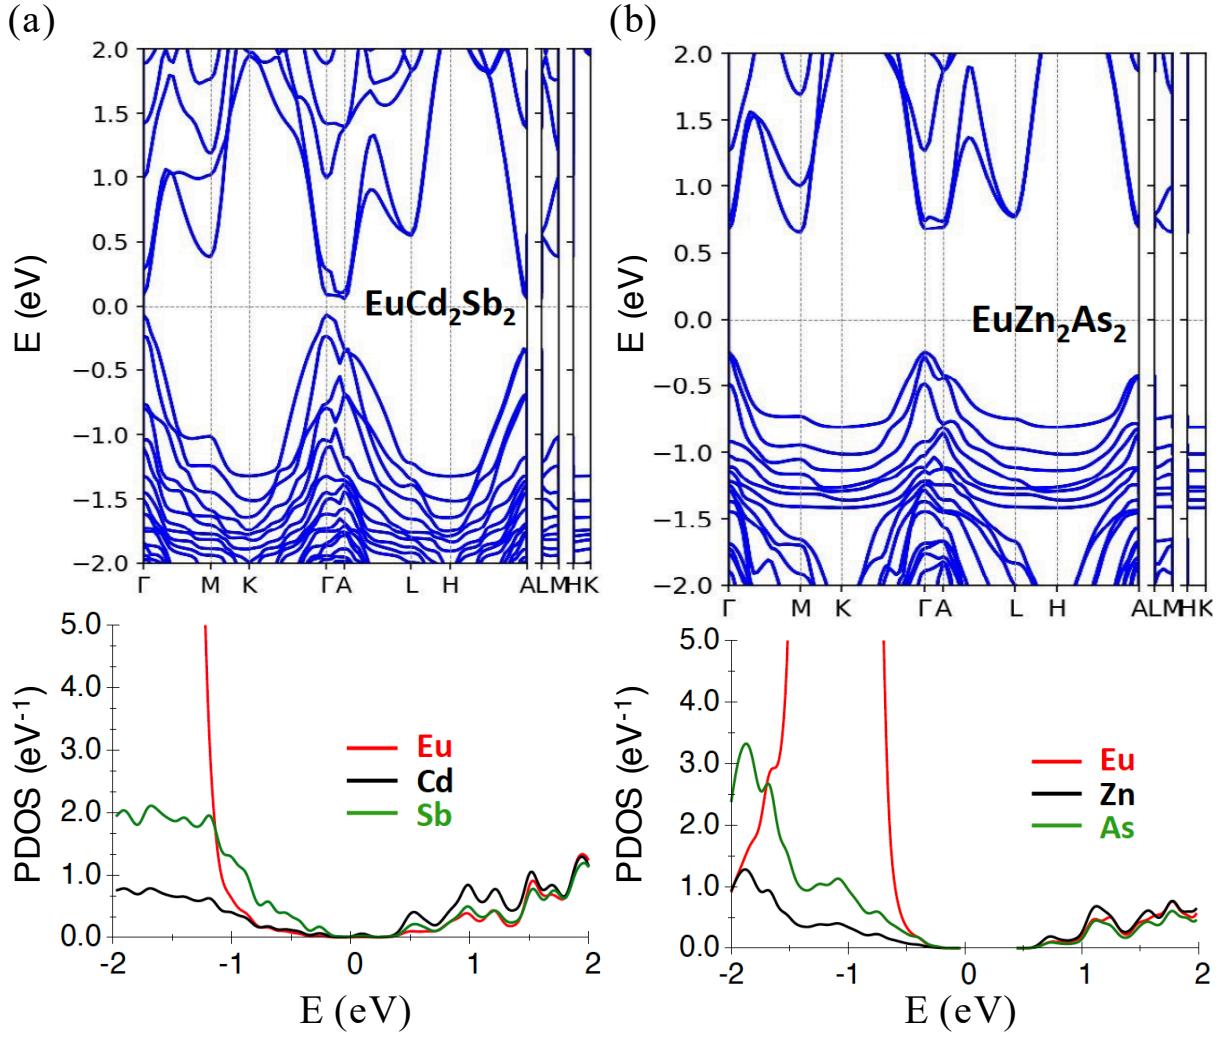 (a)
2.0
1.5
1.0
0.5
0.0
−0.5
−1.0
−1.5
−2.0
E (eV)
EuCd2Sb2
Γ M K Γ A L H A L M H K
(b)
2.0
1.5
1.0
0.5
0.0
−0.5
−1.0
−1.5
−2.0
E (eV)
EuZn2As2
Γ M K Γ A L H A L M H K
5.0
4.0
3.0
2.0
1.0
0.0
PDOS (eV-1)
Eu
Cd
Sb
-2 -1 0 1 2
E (eV)
5.0
4.0
3.0
2.0
1.0
0.0
PDOS (eV-1)
Eu
Zn
As
-2 -1 0 1 2
E (eV)